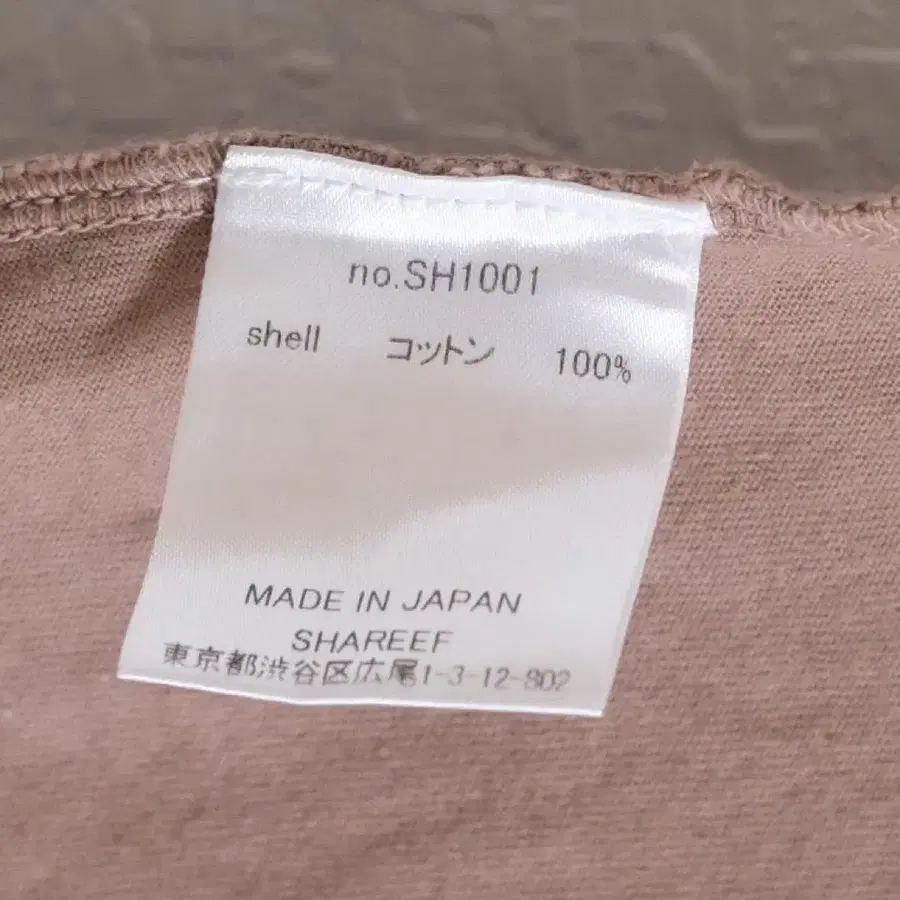 no.SH1001
shell コットン 100%
MADE IN JAPAN
SHAREEF
東京都渋谷区広尾1-3-12-802